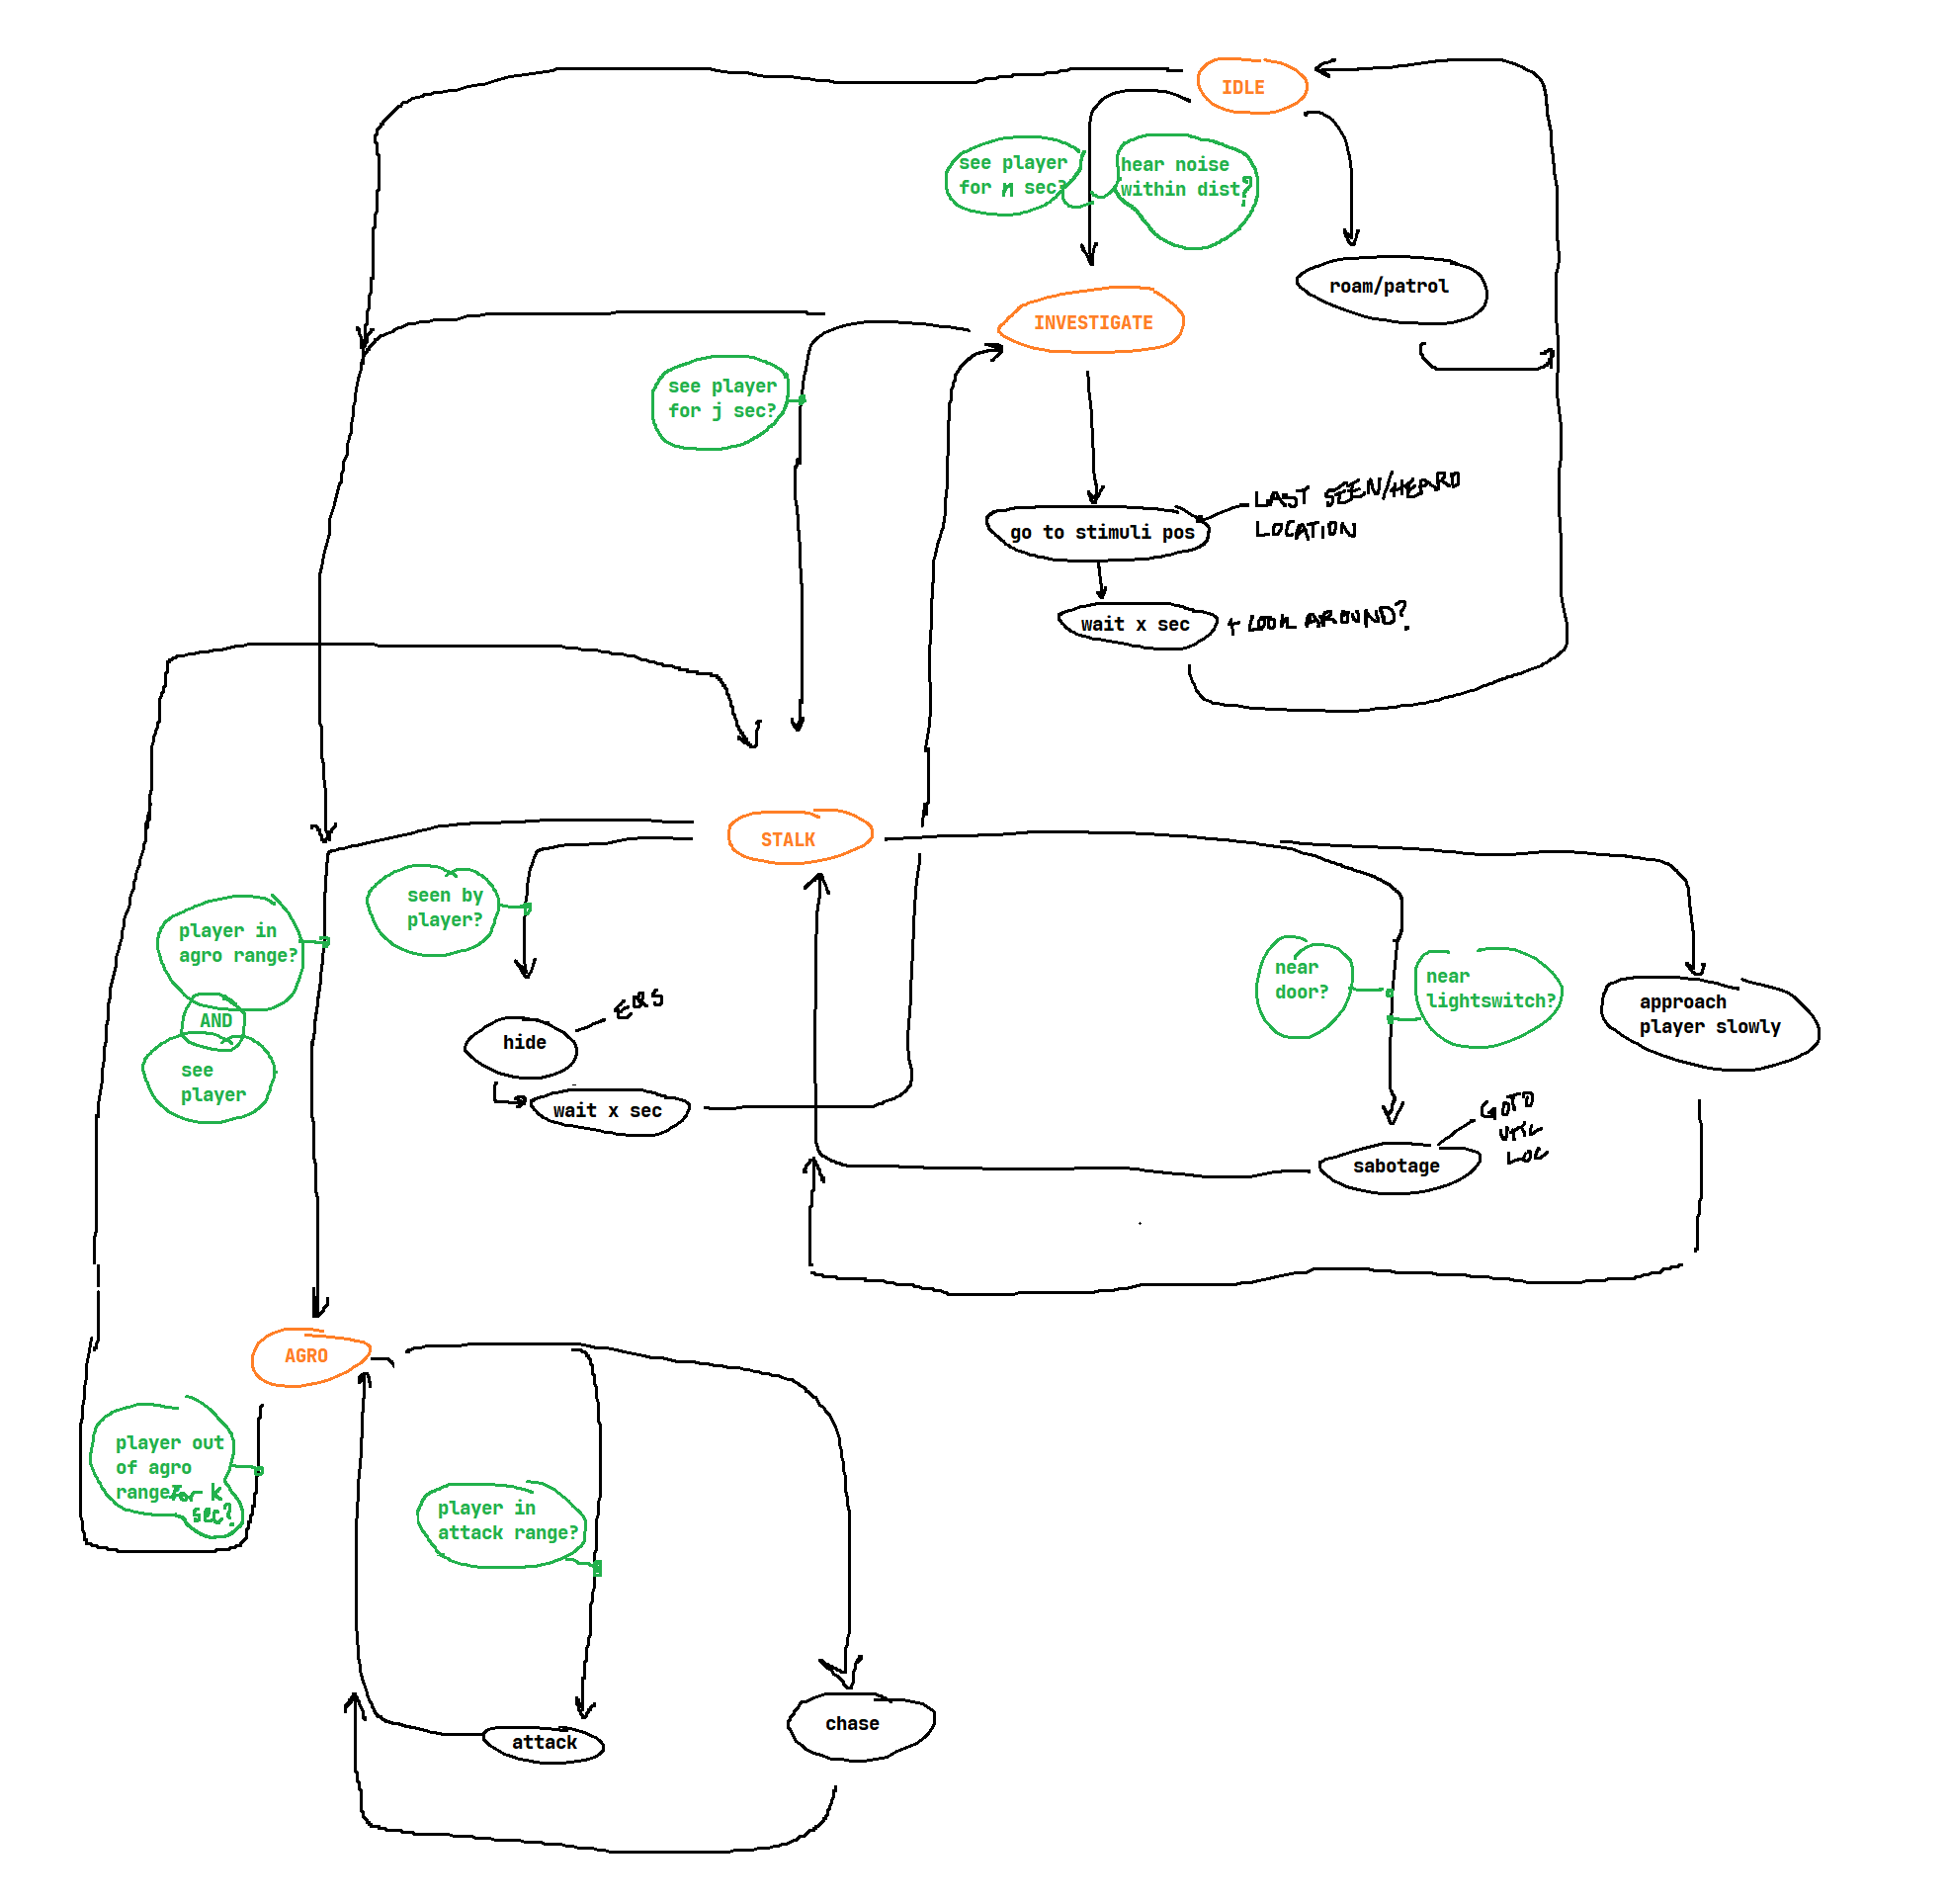 IDLE
see player
for n sec?
hear noise
within dist?
roam/patrol
INVESTIGATE
see player
for j sec?
LAST SEEN/HEARD
LOCATION
go to stimuli pos
wait x sec
+ LOOK AROUND?
STALK
seen by
player?
player in
agro range?
AND
see
player
near
door?
near
lightswitch?
approach
player slowly
EQS
hide
wait x sec
GOTO
UTIL
LOC
sabotage
AGRO
player out
of agro
range for k
sec?
player in
attack range?
attack
chase